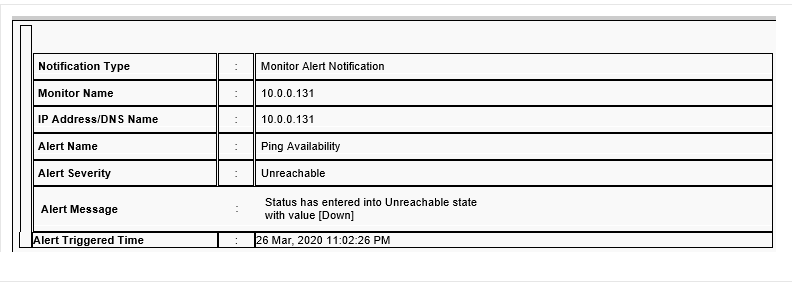 Notification Type : Monitor Alert Notification
Monitor Name : 10.0.0.131
IP Address/DNS Name : 10.0.0.131
Alert Name : Ping Availability
Alert Severity : Unreachable
Alert Message : Status has entered into Unreachable state
with value [Down]
Alert Triggered Time : 26 Mar, 2020 11:02:26 PM